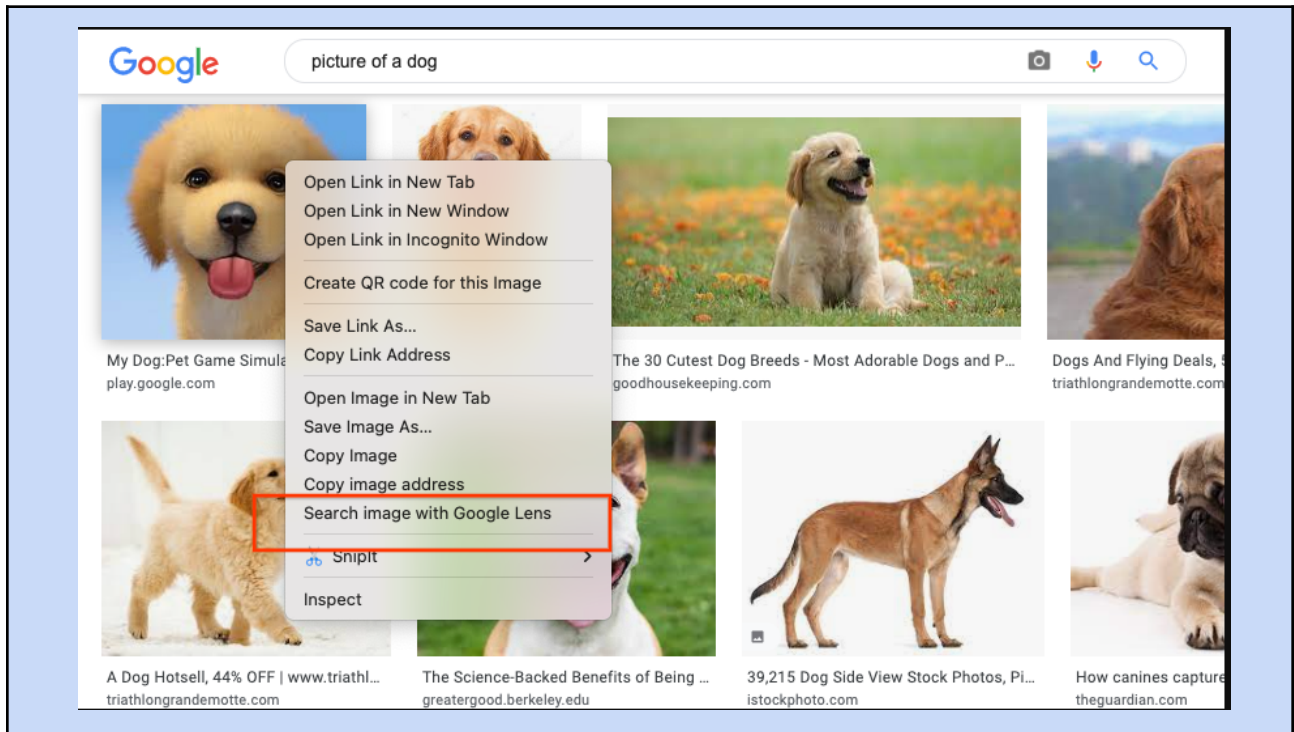 Google
picture of a dog
Open Link in New Tab
Open Link in New Window
Open Link in Incognito Window
Create QR code for this Image
Save Link As...
Copy Link Address
Open Image in New Tab
Save Image As...
Copy Image
Copy image address
Search image with Google Lens
SnipIt
Inspect
My Dog:Pet Game Simula
play.google.com
The 30 Cutest Dog Breeds - Most Adorable Dogs and P...
goodhousekeeping.com
Dogs And Flying Deals,
triathlongrandemotte.com
A Dog Hotsell, 44% OFF | www.triathl...
triathlongrandemotte.com
The Science-Backed Benefits of Being ...
greatergood.berkeley.edu
39,215 Dog Side View Stock Photos, Pi...
istockphoto.com
How canines capture
theguardian.com